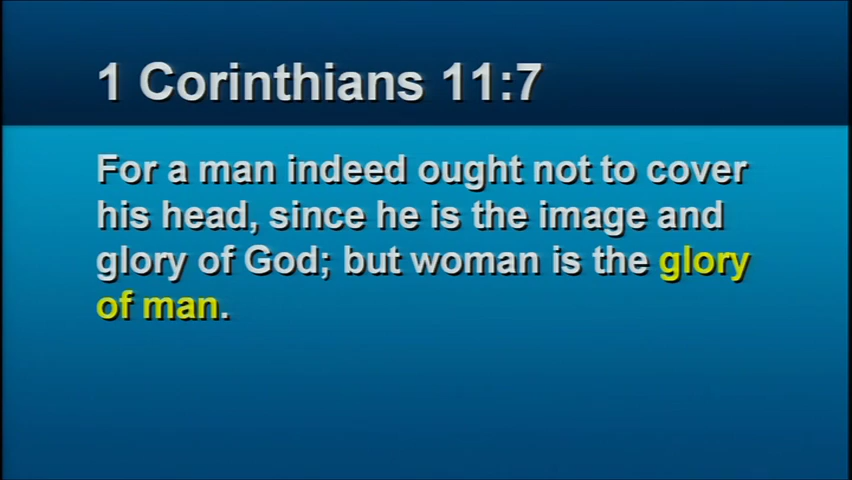 1 Corinthians 11:7
For a man indeed ought not to cover
his head, since he is the image and
glory of God; but woman is the glory
of man.